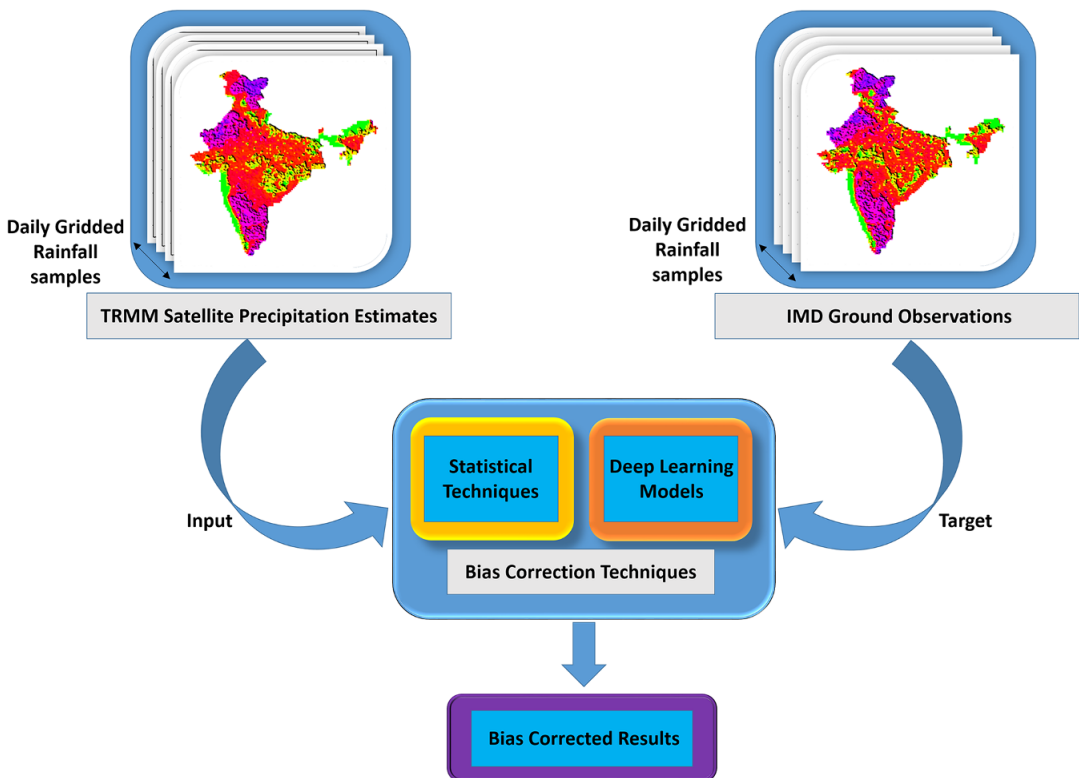 Daily Gridded
Rainfall
samples
TRMM Satellite Precipitation Estimates
Daily Gridded
Rainfall
samples
IMD Ground Observations
Input
Statistical
Techniques
Deep Learning
Models
Target
Bias Correction Techniques
Bias Corrected Results